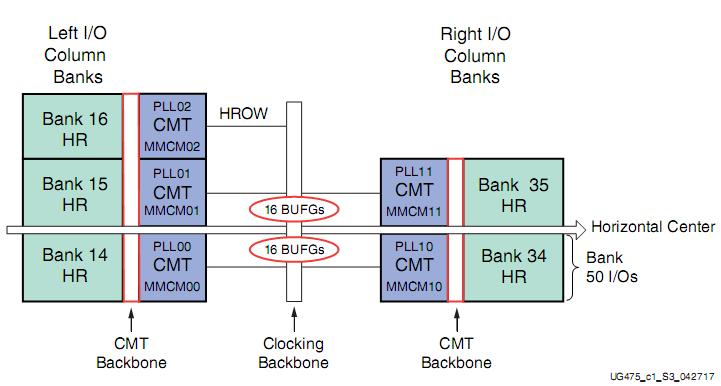 Left I/O
Column
Banks
Right I/O
Column
Banks
Bank 16
HR
PLL02
CMT
MMCM02
HROW
Bank 15
HR
PLL01
CMT
MMCM01
16 BUFGs
PLL11
CMT
MMCM11
Bank 35
HR
Horizontal Center
Bank 14
HR
PLL00
CMT
MMCM00
16 BUFGs
PLL10
CMT
MMCM10
Bank 34
HR
Bank
50 I/Os
CMT
Backbone
Clocking
Backbone
CMT
Backbone
UG475_c1_S3_042717